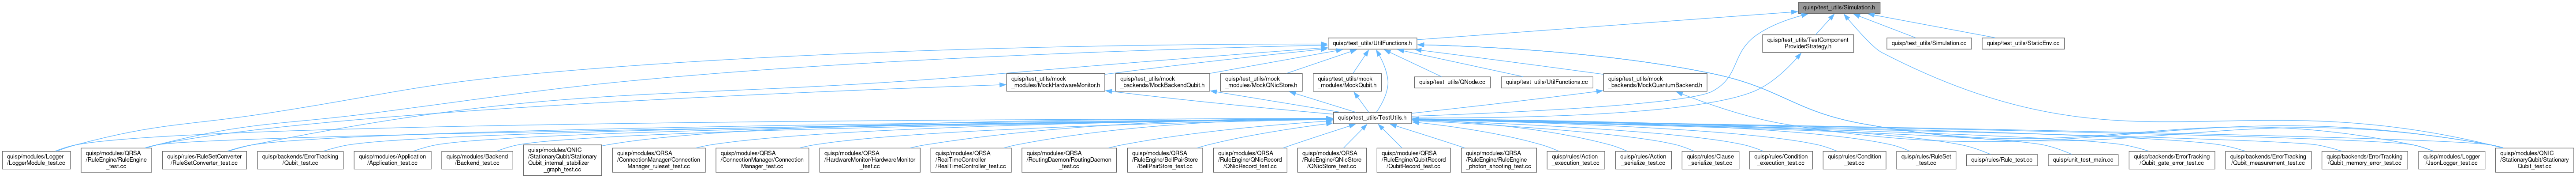 quisp/test_utils/Simulation.h
quisp/test_utils/UtilFunctions.h
quisp/test_utils/TestComponent
ProviderStrategy.h
quisp/test_utils/Simulation.cc
quisp/test_utils/StaticEnv.cc
quisp/test_utils/mock
_modules/MockHardwareMonitor.h
quisp/test_utils/mock
_backends/MockBackendQubit.h
quisp/test_utils/mock
_modules/MockQNicStore.h
quisp/test_utils/mock
_modules/MockQubit.h
quisp/test_utils/QNode.cc
quisp/test_utils/UtilFunctions.cc
quisp/test_utils/mock
_backends/MockQuantumBackend.h
quisp/test_utils/TestUtils.h
quisp/modules/Logger
/LoggerModule_test.cc
quisp/modules/QRSA
/RuleEngine/RuleEngine
_test.cc
quisp/rules/RuleSetConverter
/RuleSetConverter_test.cc
quisp/backends/ErrorTracking
/Qubit_test.cc
quisp/modules/Application
/Application_test.cc
quisp/modules/Backend
/Backend_test.cc
quisp/modules/QNIC
/StationaryQubit/Stationary
Qubit_internal_stabilizer
_graph_test.cc
quisp/modules/QRSA
/ConnectionManager/Connection
Manager_ruleset_test.cc
quisp/modules/QRSA
/ConnectionManager/Connection
Manager_test.cc
quisp/modules/QRSA
/HardwareMonitor/HardwareMonitor
_test.cc
quisp/modules/QRSA
/RealTimeController
/RealTimeController_test.cc
quisp/modules/QRSA
/RoutingDaemon/RoutingDaemon
_test.cc
quisp/modules/QRSA
/RuleEngine/BellPairStore
/BellPairStore_test.cc
quisp/modules/QRSA
/RuleEngine/QNicRecord
/QNicRecord_test.cc
quisp/modules/QRSA
/RuleEngine/QNicStore
/QNicStore_test.cc
quisp/modules/QRSA
/RuleEngine/QubitRecord
/QubitRecord_test.cc
quisp/modules/QRSA
/RuleEngine/RuleEngine
_photon_shooting_test.cc
quisp/rules/Action
_execution_test.cc
quisp/rules/Action
_serialize_test.cc
quisp/rules/Clause
_serialize_test.cc
quisp/rules/Condition
_execution_test.cc
quisp/rules/Condition
_test.cc
quisp/rules/RuleSet
_test.cc
quisp/rules/Rule_test.cc
quisp/unit_test_main.cc
quisp/backends/ErrorTracking
/Qubit_gate_error_test.cc
quisp/backends/ErrorTracking
/Qubit_measurement_test.cc
quisp/backends/ErrorTracking
/Qubit_memory_error_test.cc
quisp/modules/Logger
/JsonLogger_test.cc
quisp/modules/QNIC
/StationaryQubit/Stationary
Qubit_test.cc